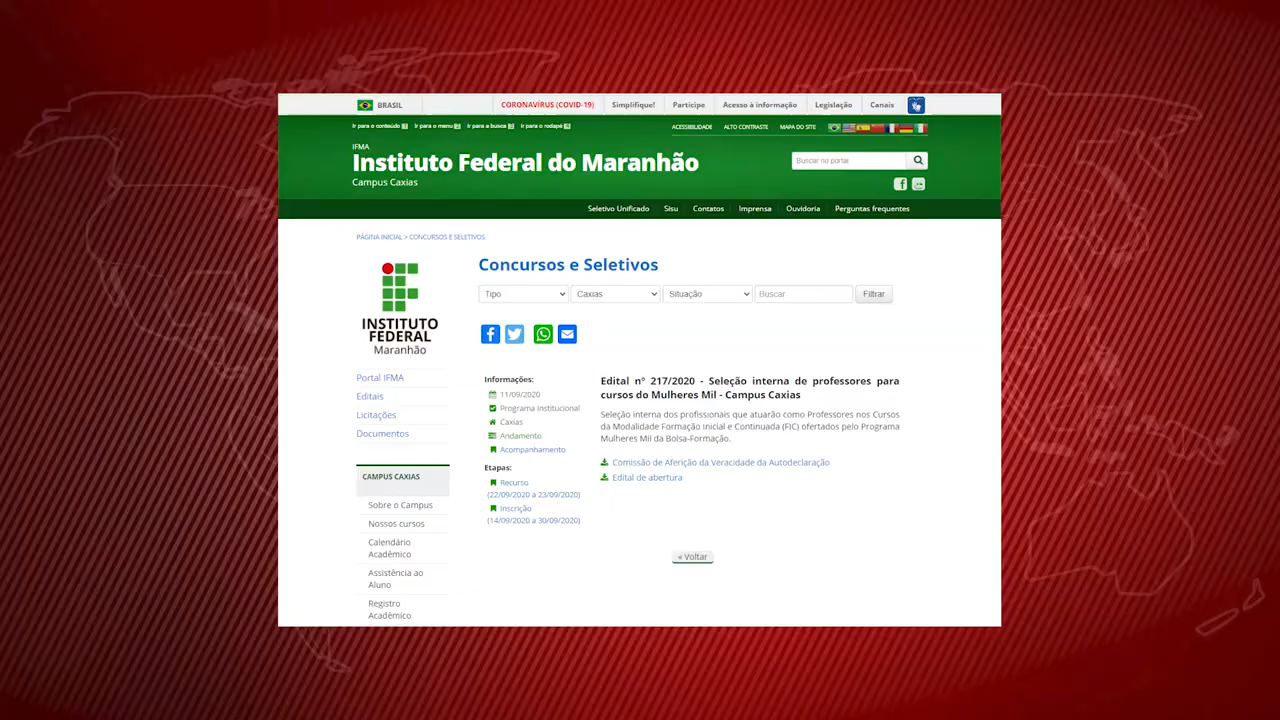 BRASIL
CORONAVÍRUS (COVID-19)
Simplifique!
Participe
Acesso à informação
Legislação
Canais
Ir para o conteúdo 1
Ir para o menu 2
Ir para a busca 3
Ir para o rodapé 4
ACESSIBILIDADE
ALTO CONTRASTE
MAPA DO SITE
IFMA
Instituto Federal do Maranhão
Campus Caxias
Buscar no portal
Seletivo Unificado
Sisu
Contatos
Imprensa
Ouvidoria
Perguntas frequentes
PÁGINA INICIAL > CONCURSOS E SELETIVOS
INSTITUTO
FEDERAL
Maranhão
Portal IFMA
Editais
Licitações
Documentos
CAMPUS CAXIAS
Sobre o Campus
Nossos cursos
Calendário
Acadêmico
Assistência ao
Aluno
Registro
Acadêmico
Concursos e Seletivos
Tipo
Caxias
Situação
Buscar
Filtrar
Informações:
11/09/2020
Programa Institucional
Caxias
Andamento
Acompanhamento
Etapas:
Recurso
(22/09/2020 a 23/09/2020)
Inscrição
(14/09/2020 a 30/09/2020)
Edital nº 217/2020 - Seleção interna de professores para
cursos do Mulheres Mil - Campus Caxias
Seleção interna dos profissionais que atuarão como Professores nos Cursos
da Modalidade Formação Inicial e Continuada (FIC) ofertados pelo Programa
Mulheres Mil da Bolsa-Formação.
Comissão de Aferição da Veracidade da Autodeclaração
Edital de abertura
« Voltar